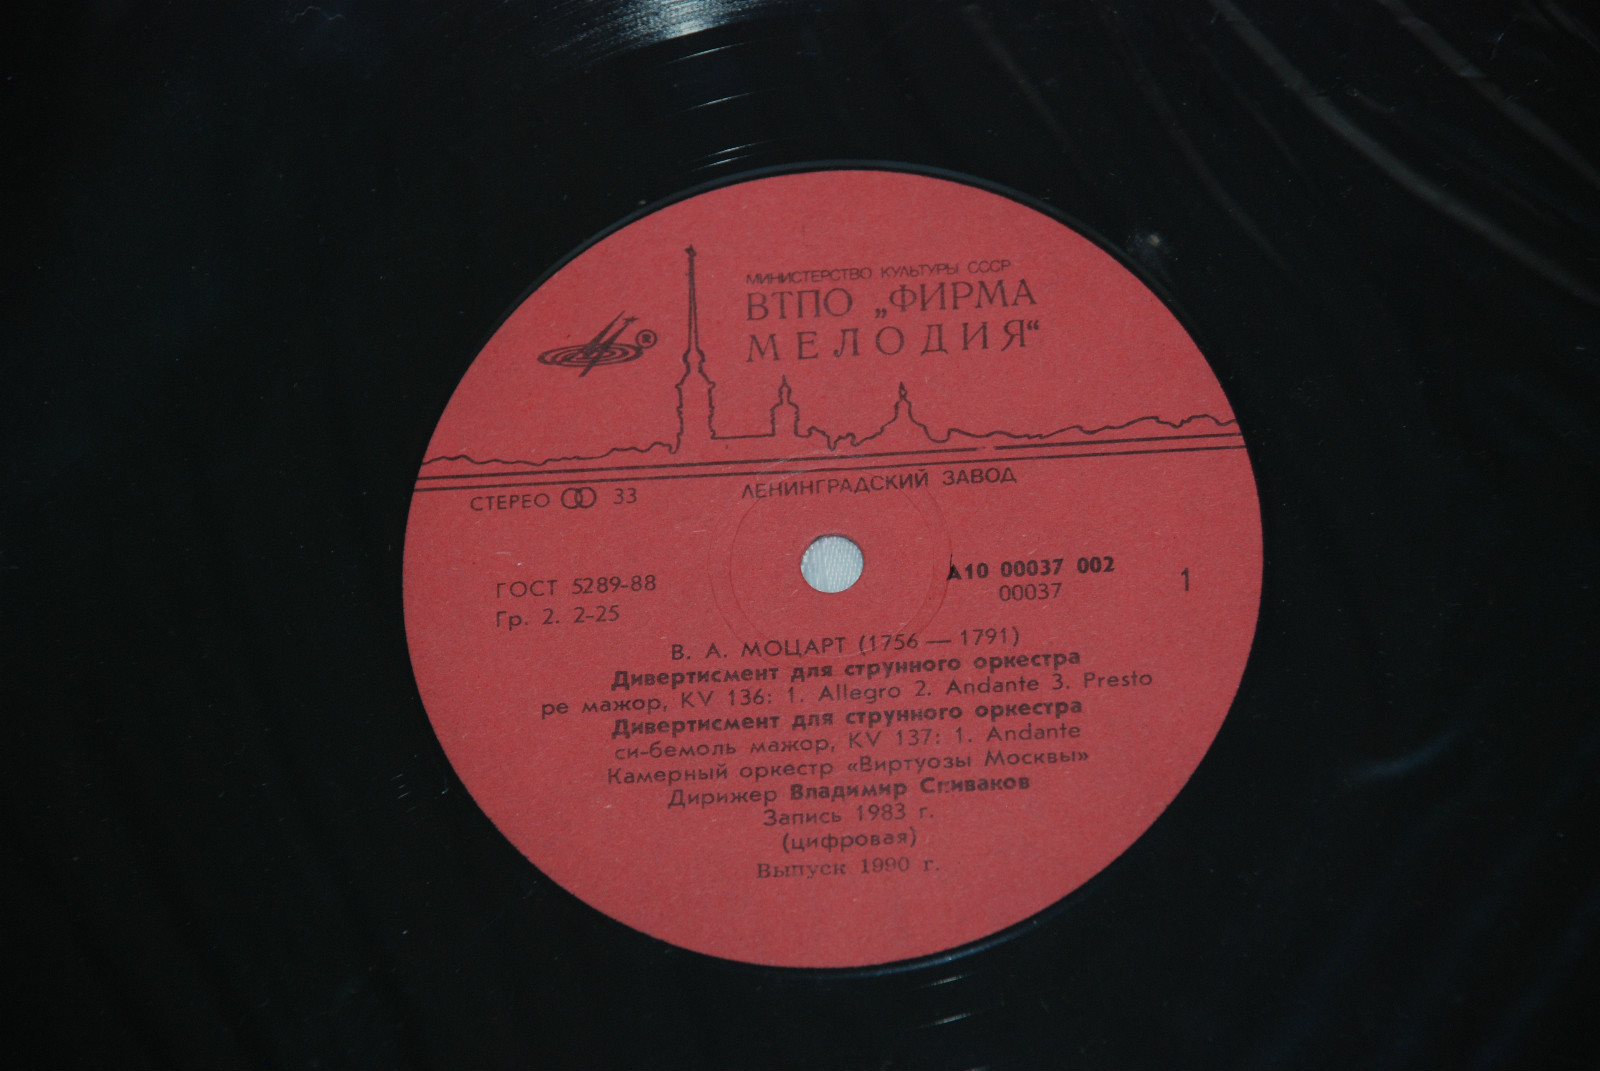 МИНИСТЕРСТВО КУЛЬТУРЫ СССР
ВТПО „ФИРМА
МЕЛОДИЯ“
®
СТЕРЕО 33
ЛЕНИНГРАДСКИЙ ЗАВОД
ГОСТ 5289-88
Гр. 2. 2-25
А10 00037 002
00037
1
В. А. МОЦАРТ (1756 — 1791)
Дивертисмент для струнного оркестра
ре мажор, KV 136: 1. Allegro 2. Andante 3. Presto
Дивертисмент для струнного оркестра
си-бемоль мажор, KV 137: 1. Andante
Камерный оркестр «Виртуозы Москвы»
Дирижер Владимир Спиваков
Запись 1983 г.
(цифровая)
Выпуск 1990 г.